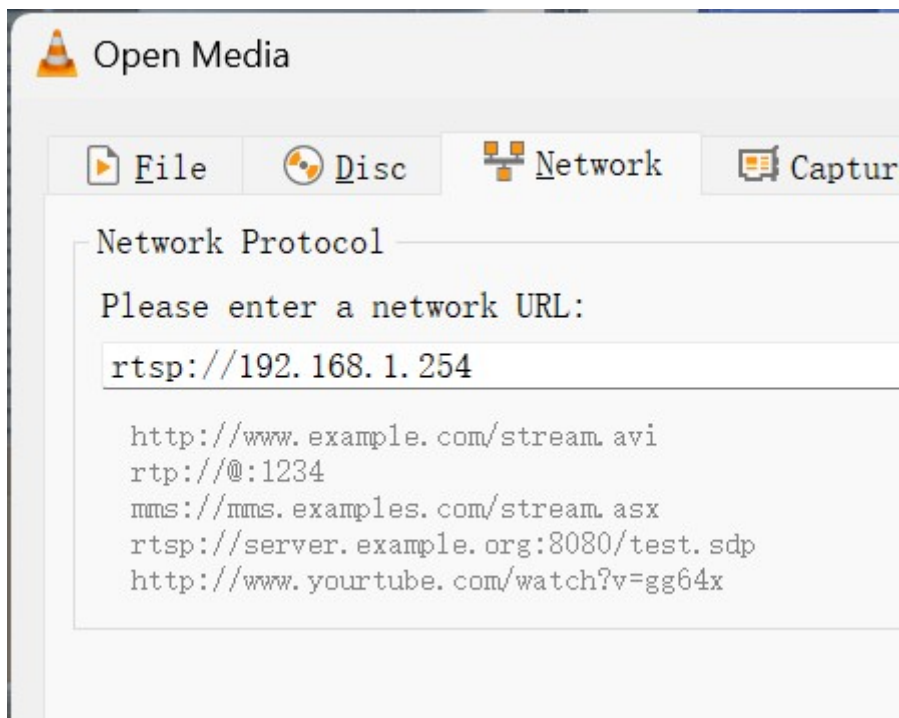 Open Media
File Disc Network Captur
Network Protocol
Please enter a network URL:
rtsp://192.168.1.254
http://www.example.com/stream.avi
rtp://@:1234
mms://mms.examples.com/stream.asx
rtsp://server.example.org:8080/test.sdp
http://www.yourtube.com/watch?v=gg64x